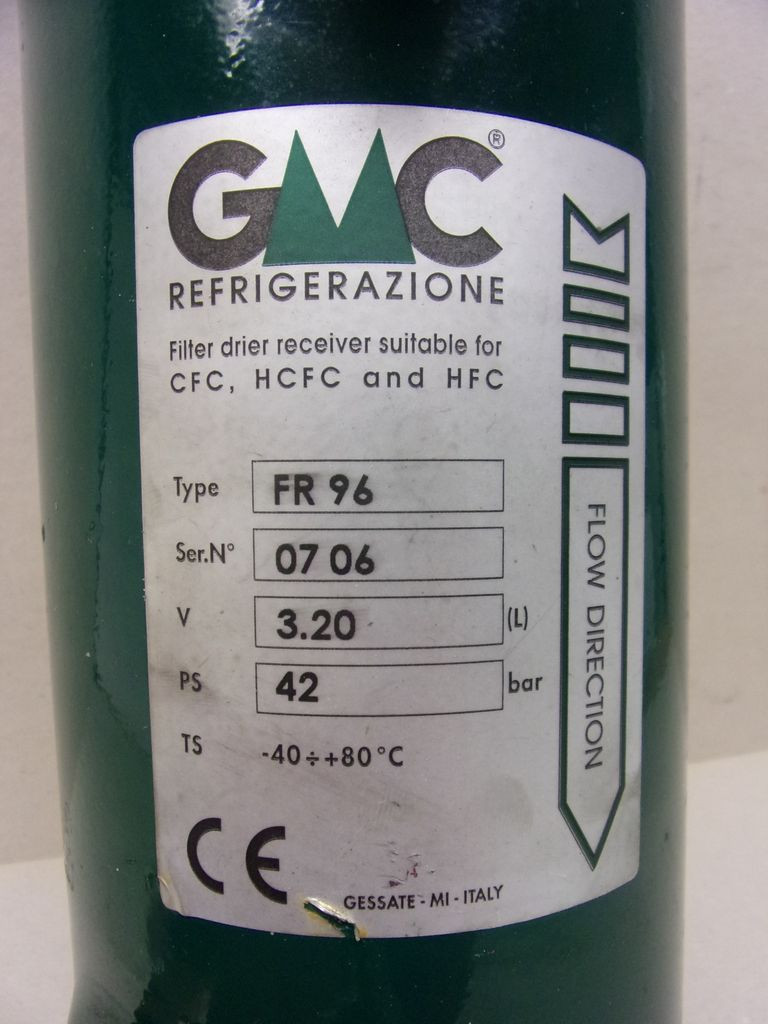 GMC®
REFRIGERAZIONE
Filter drier receiver suitable for
CFC, HCFC and HFC
Type FR 96
Ser.N° 07 06
V 3.20 (L)
PS 42 bar
TS -40÷+80°C
CE
GESSATE - MI - ITALY
FLOW DIRECTION